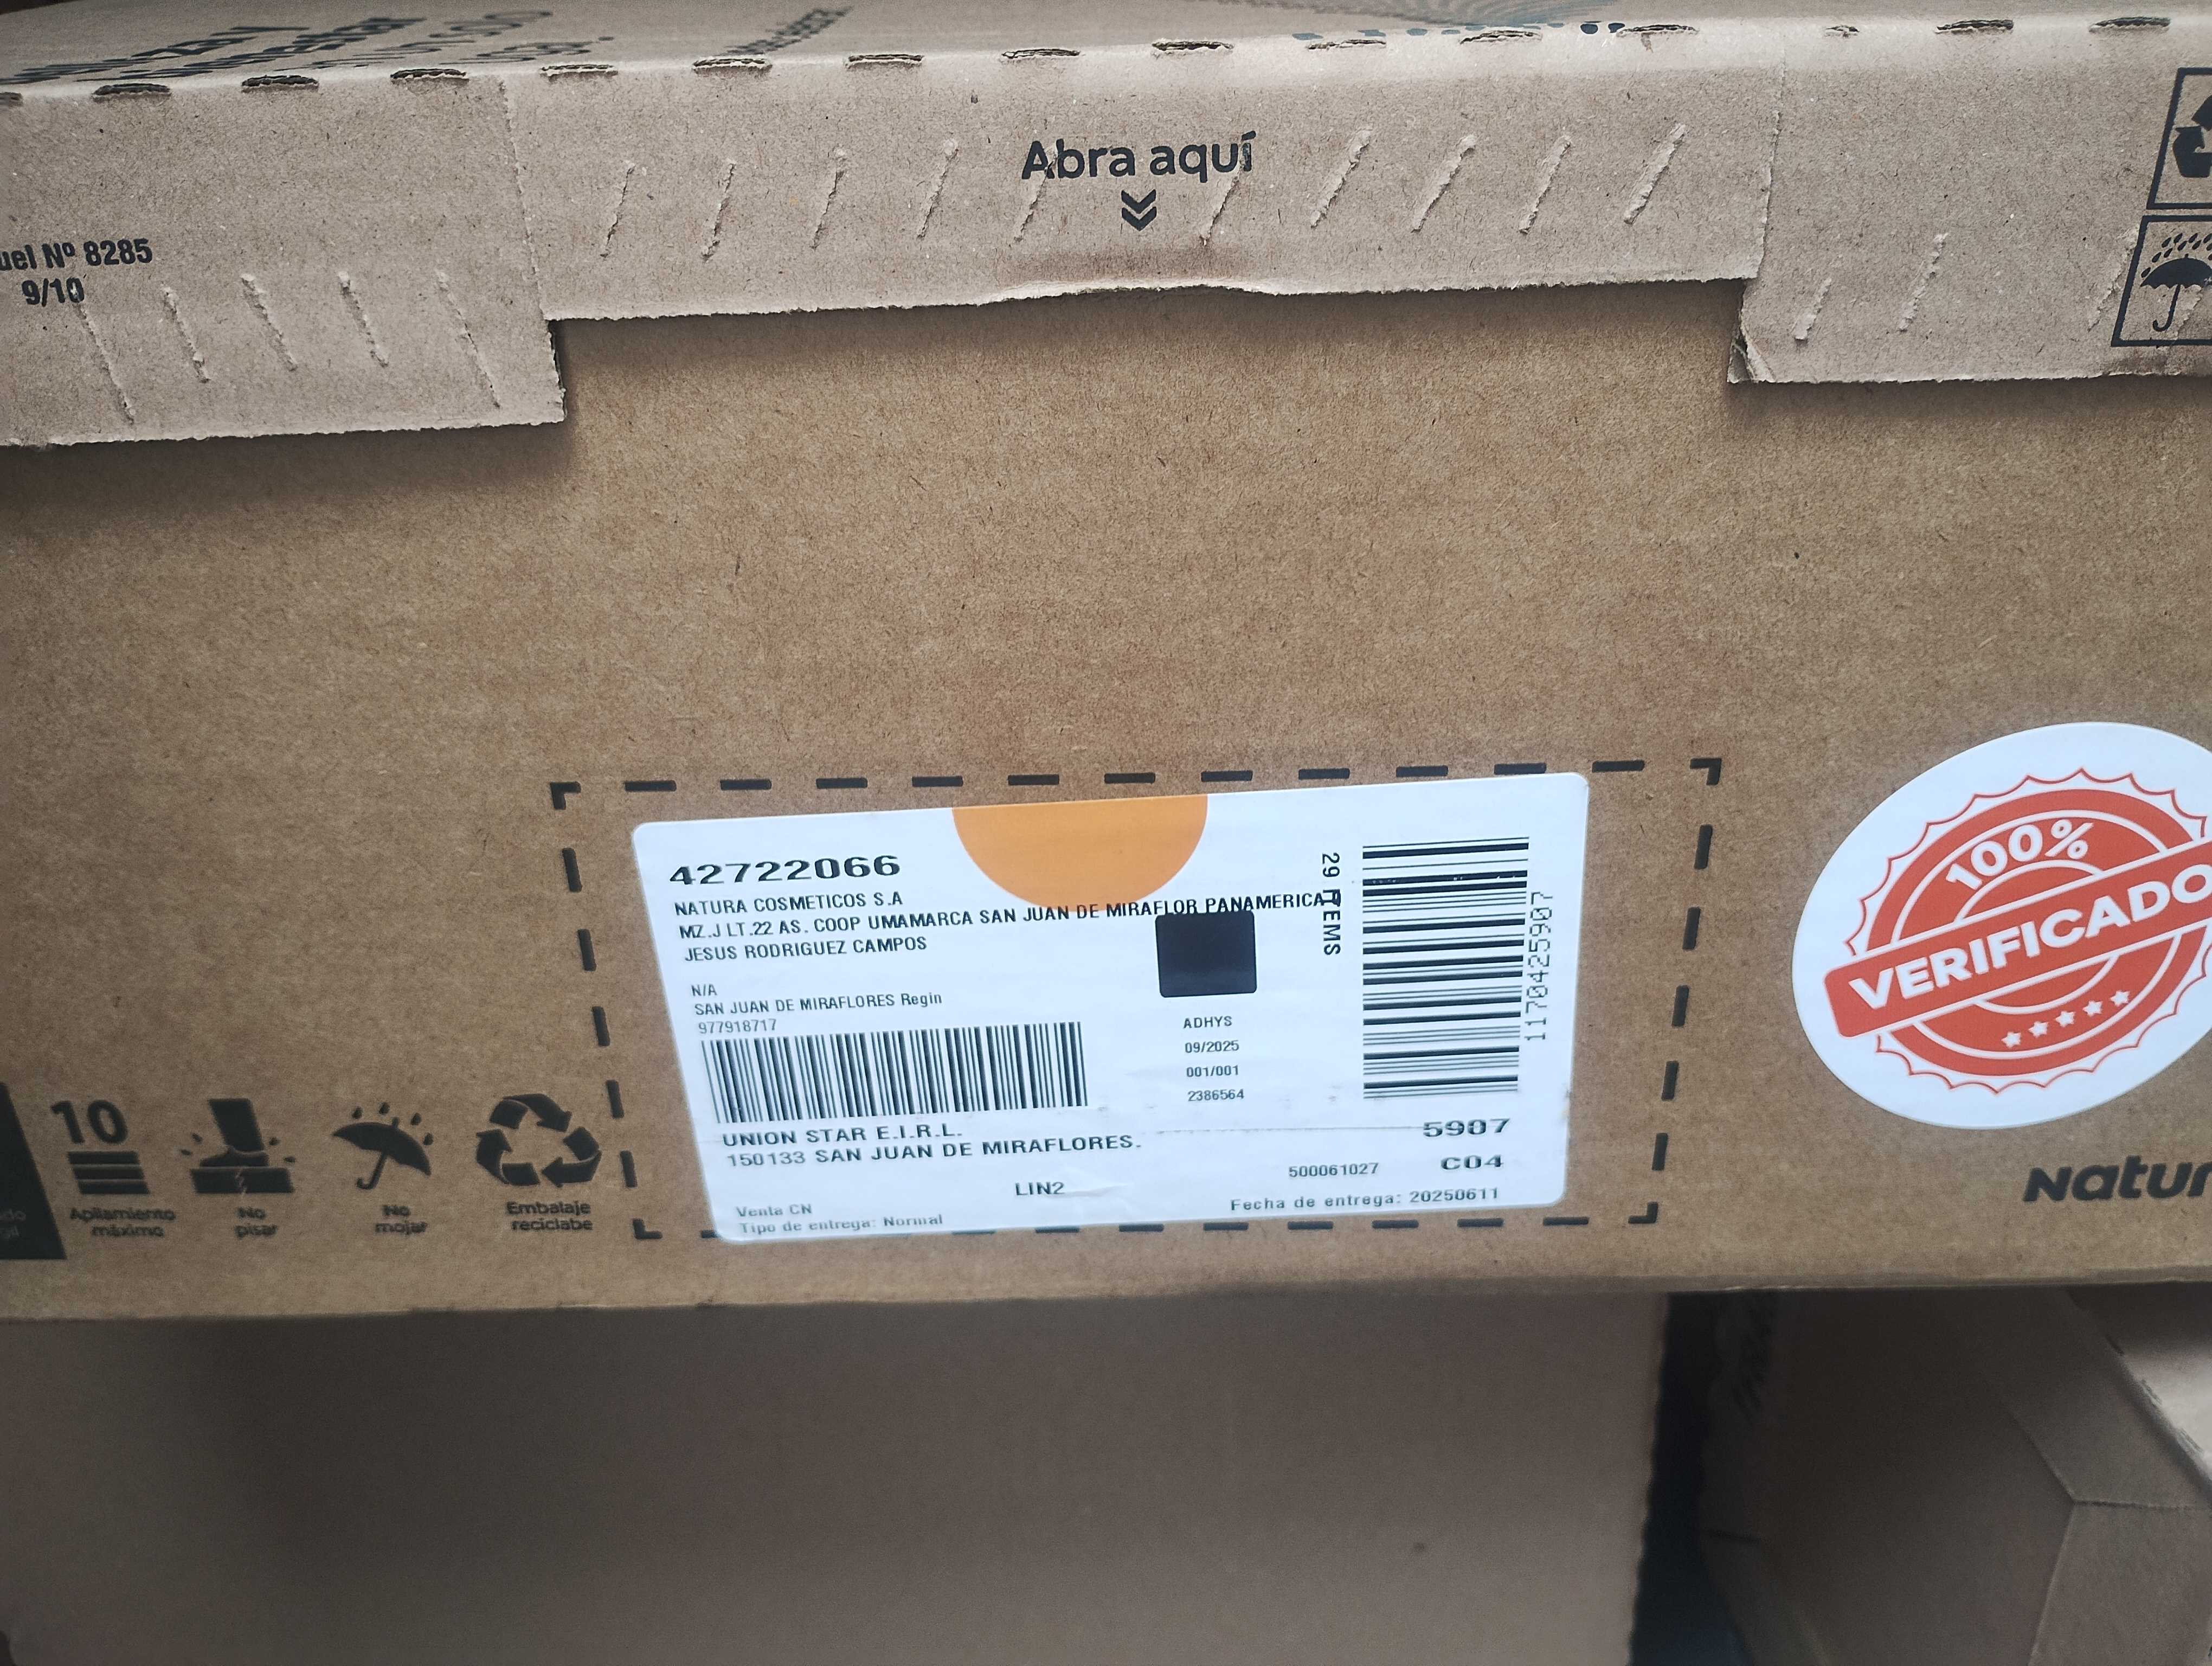 Abra aquí
Nº 8285
9/10
42722066
NATURA COSMETICOS S.A
MZ.J LT.22 AS. COOP UMAMARCA SAN JUAN DE MIRAFLOR PANAMERICA
JESUS RODRIGUEZ CAMPOS
N/A
SAN JUAN DE MIRAFLORES Regin
977918717
29 ITEMS
1170425907
ADHYS
09/2025
001/001
2386564
UNION STAR E.I.R.L.
150133 SAN JUAN DE MIRAFLORES.
5907
500061027
C04
LIN2
Venta CN
Fecha de entrega: 20250611
Tipo de entrega: Normal
100%
VERIFICADO
10
Apilamiento
máximo
No
pisar
No
mojar
Embalaje
reciclabe
Natur